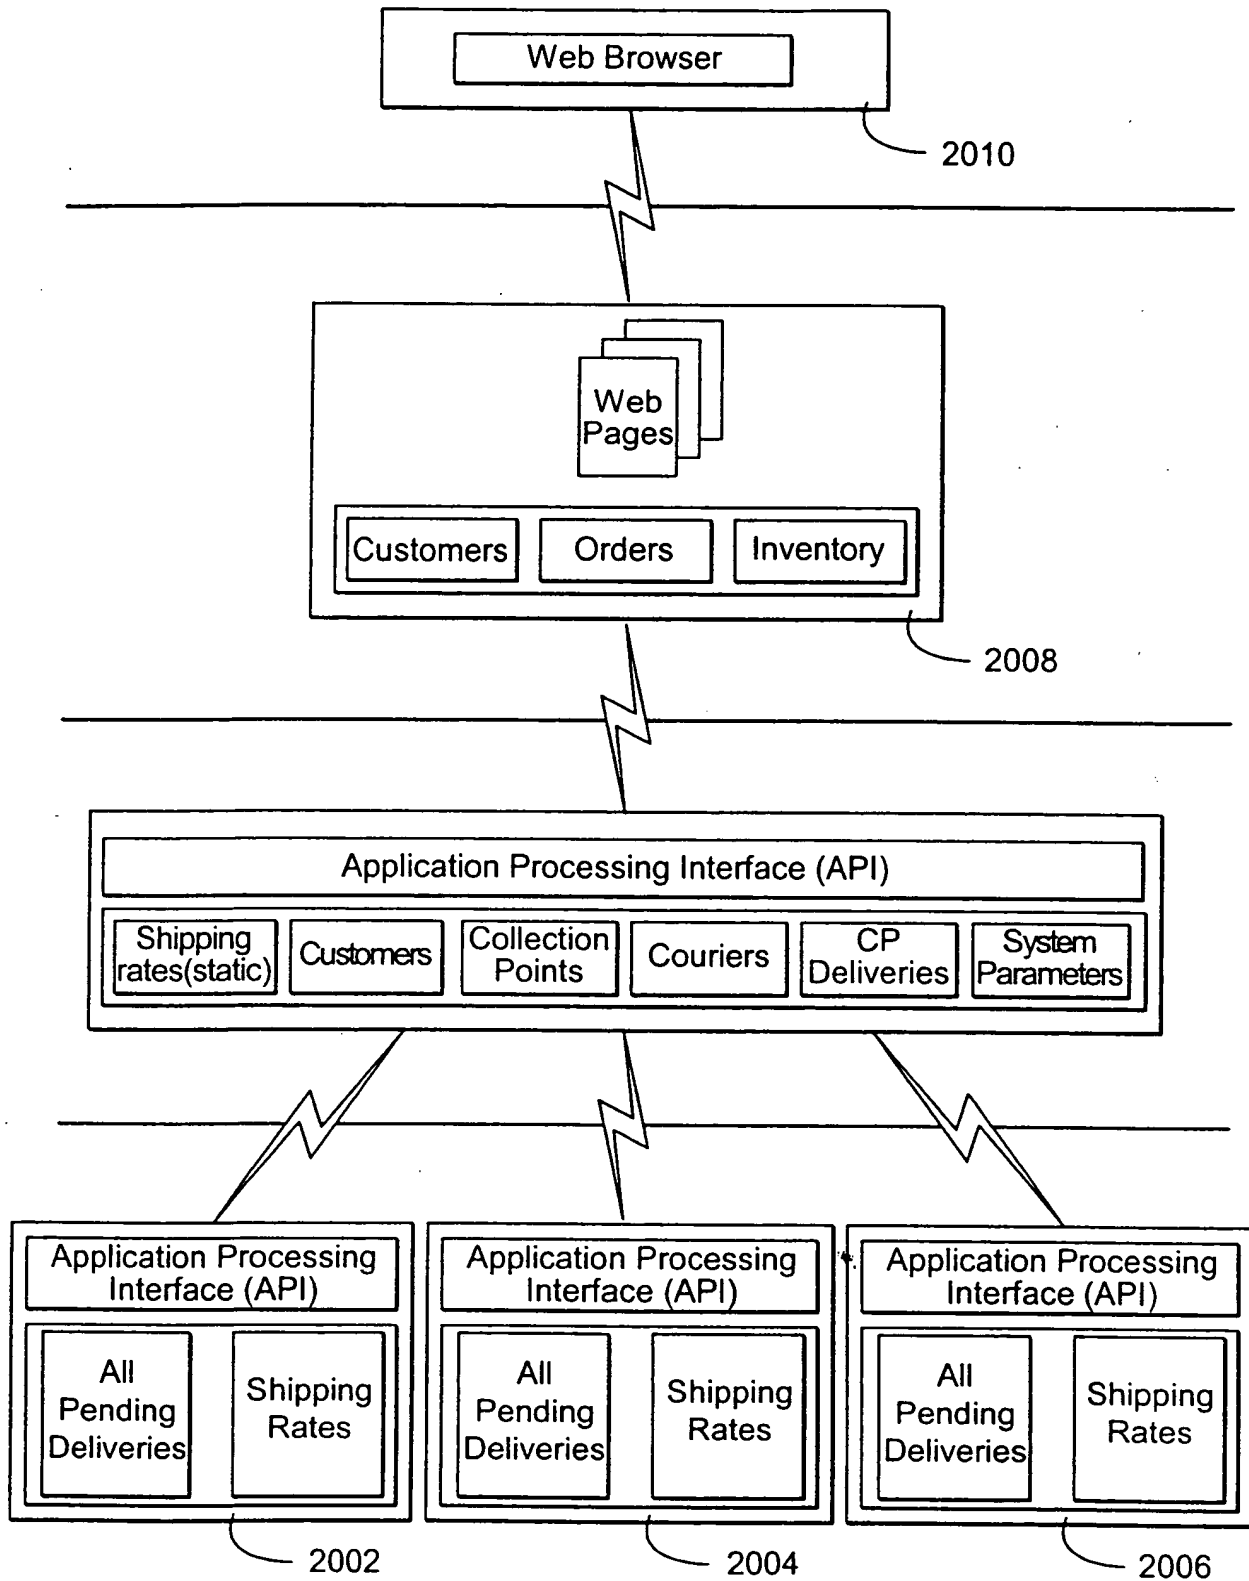 Web Browser
2010
Web
Pages
Customers
Orders
Inventory
2008
Application Processing Interface (API)
Shipping
rates(static)
Customers
Collection
Points
Couriers
CP
Deliveries
System
Parameters
Application Processing
Interface (API)
All
Pending
Deliveries
Shipping
Rates
2002
Application Processing
Interface (API)
All
Pending
Deliveries
Shipping
Rates
2004
Application Processing
Interface (API)
All
Pending
Deliveries
Shipping
Rates
2006